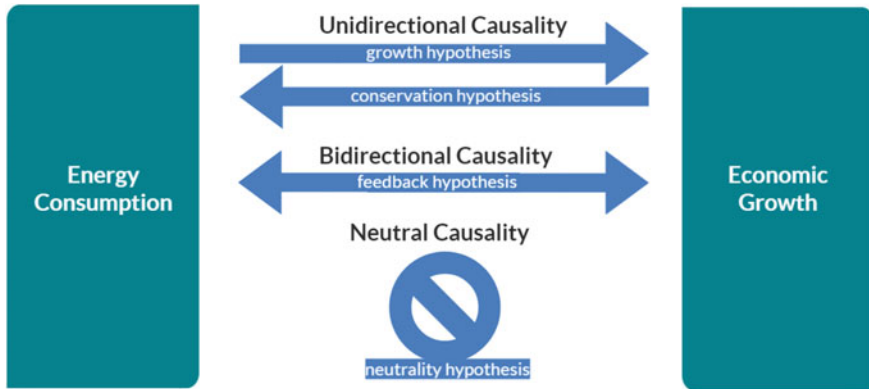 Unidirectional Causality
growth hypothesis
conservation hypothesis
Energy
Consumption
Bidirectional Causality
feedback hypothesis
Economic
Growth
Neutral Causality
neutrality hypothesis